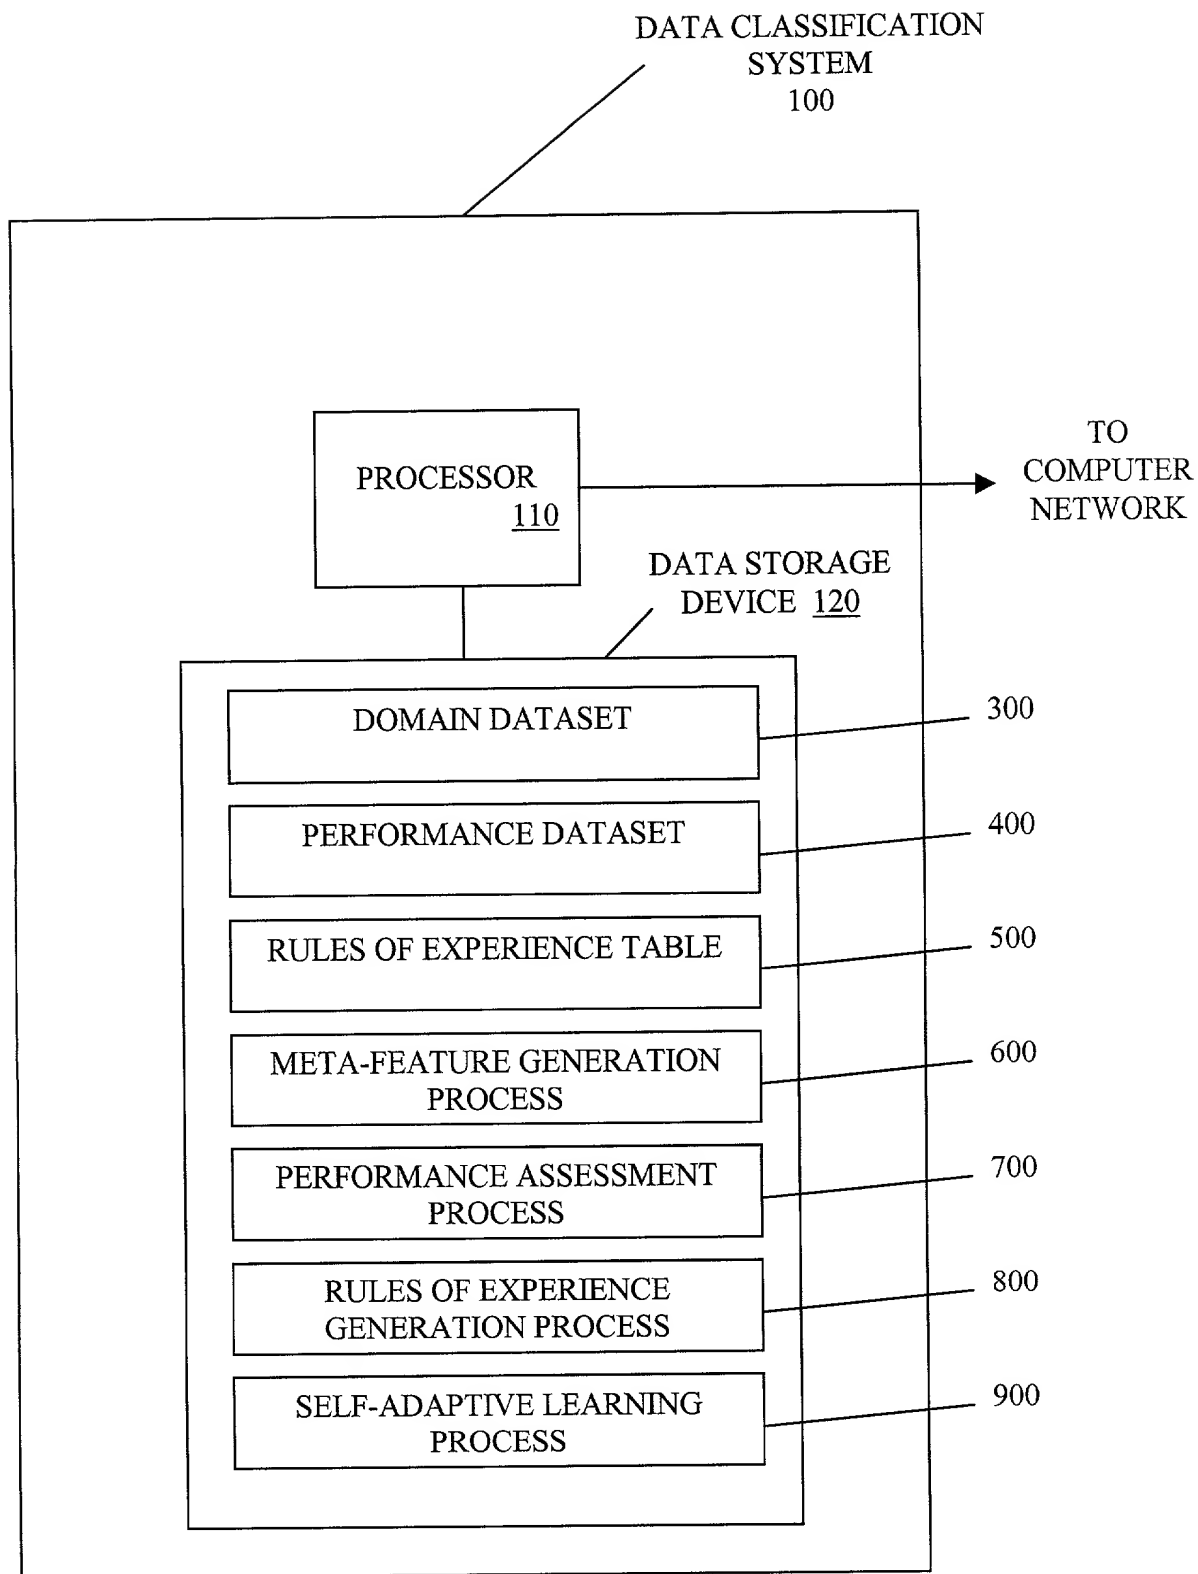 DATA CLASSIFICATION
SYSTEM
100
PROCESSOR
110
TO
COMPUTER
NETWORK
DATA STORAGE
DEVICE 120
DOMAIN DATASET
300
PERFORMANCE DATASET
400
RULES OF EXPERIENCE TABLE
500
META-FEATURE GENERATION
PROCESS
600
PERFORMANCE ASSESSMENT
PROCESS
700
RULES OF EXPERIENCE
GENERATION PROCESS
800
SELF-ADAPTIVE LEARNING
PROCESS
900